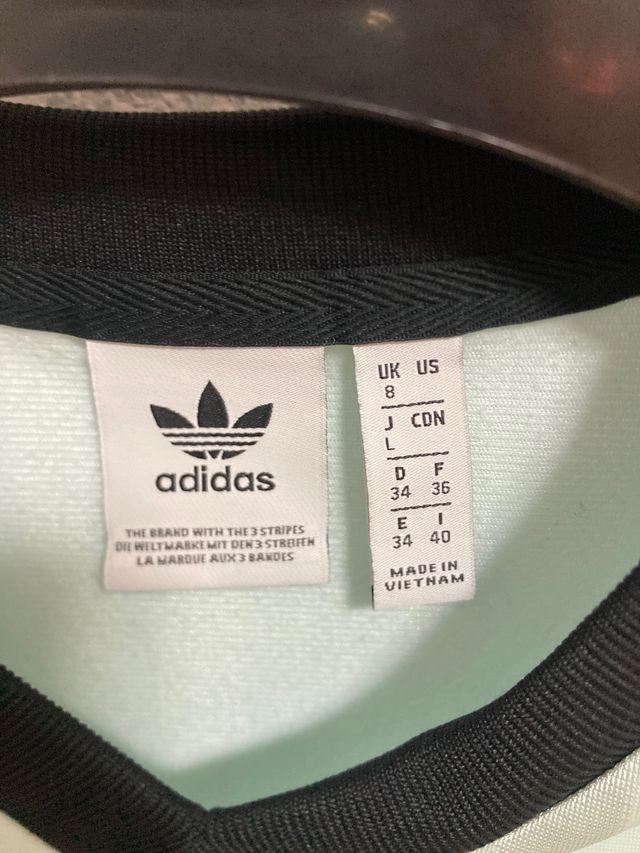 adidas
THE BRAND WITH THE 3 STRIPES
DIE WELTMARKE MIT DEN 3 STREIFEN
LA MARQUE AUX 3 BANDES
UK US
8
J CDN
L
D F
34 36
E I
34 40
MADE IN
VIETNAM